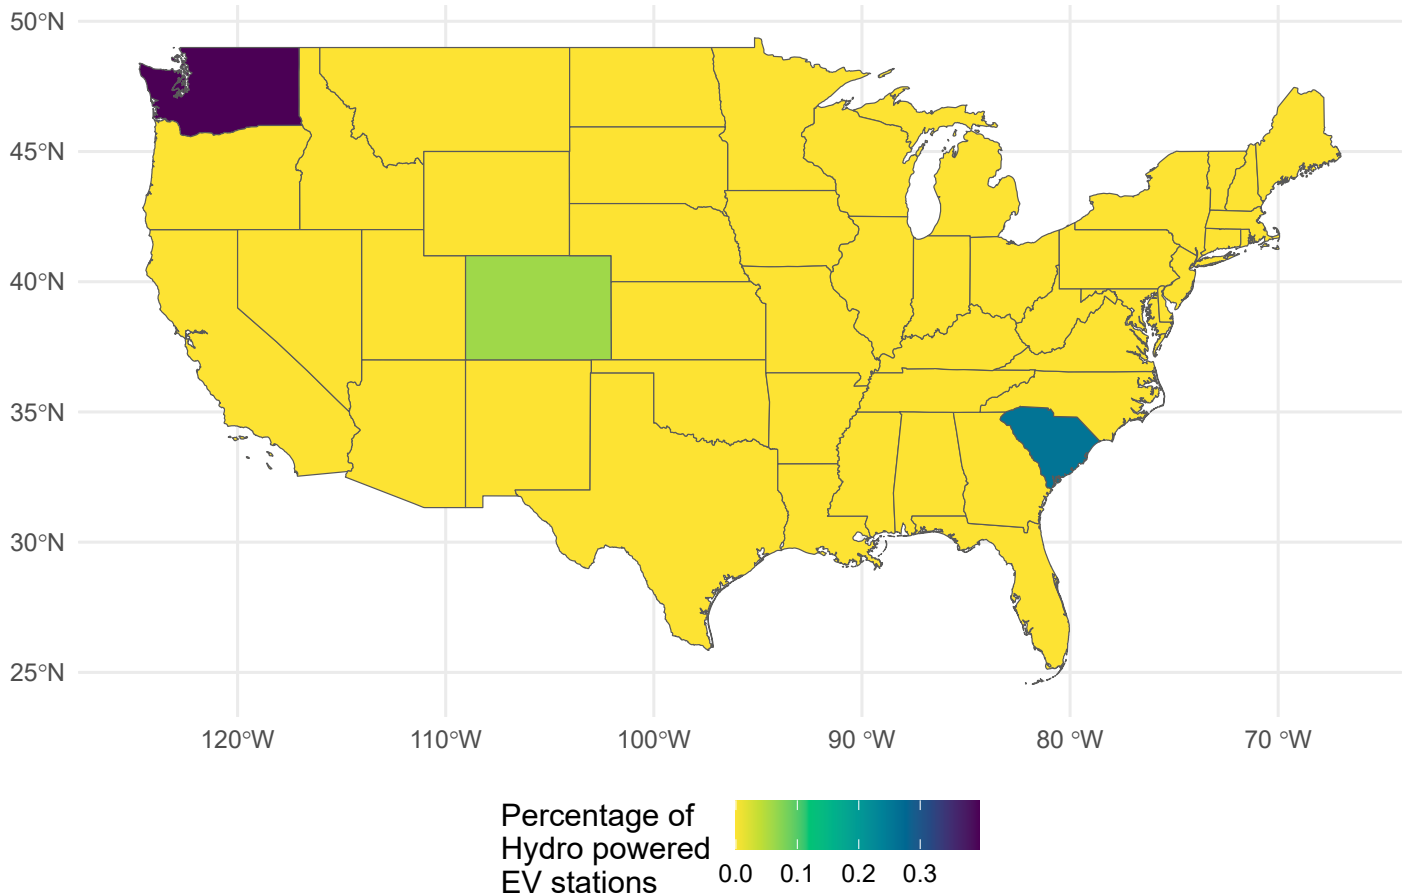 50°N
45°N
40°N
35°N
30°N
25°N
120°W 110°W 100°W 90 °W 80 °W 70 °W
Percentage of
Hydro powered
EV stations
0.0 0.1 0.2 0.3